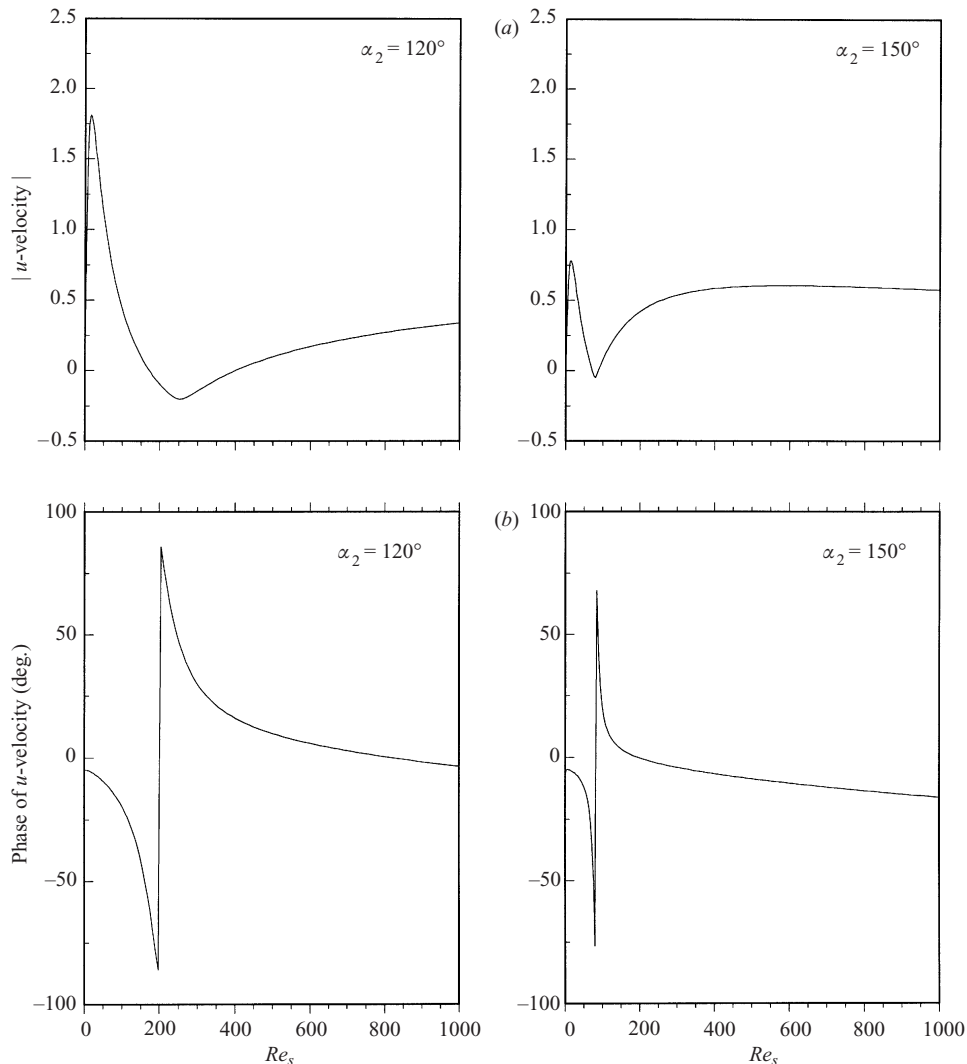 2.5
2.0
1.5
1.0
0.5
0
−0.5
| u-velocity |
α₂ = 120°
(a)
2.5
2.0
1.5
1.0
0.5
0
−0.5
α₂ = 150°
100
50
0
−50
−100
Phase of u-velocity (deg.)
α₂ = 120°
0 200 400 600 800 1000
Reₛ
(b)
100
50
0
−50
−100
α₂ = 150°
0 200 400 600 800 1000
Reₛ